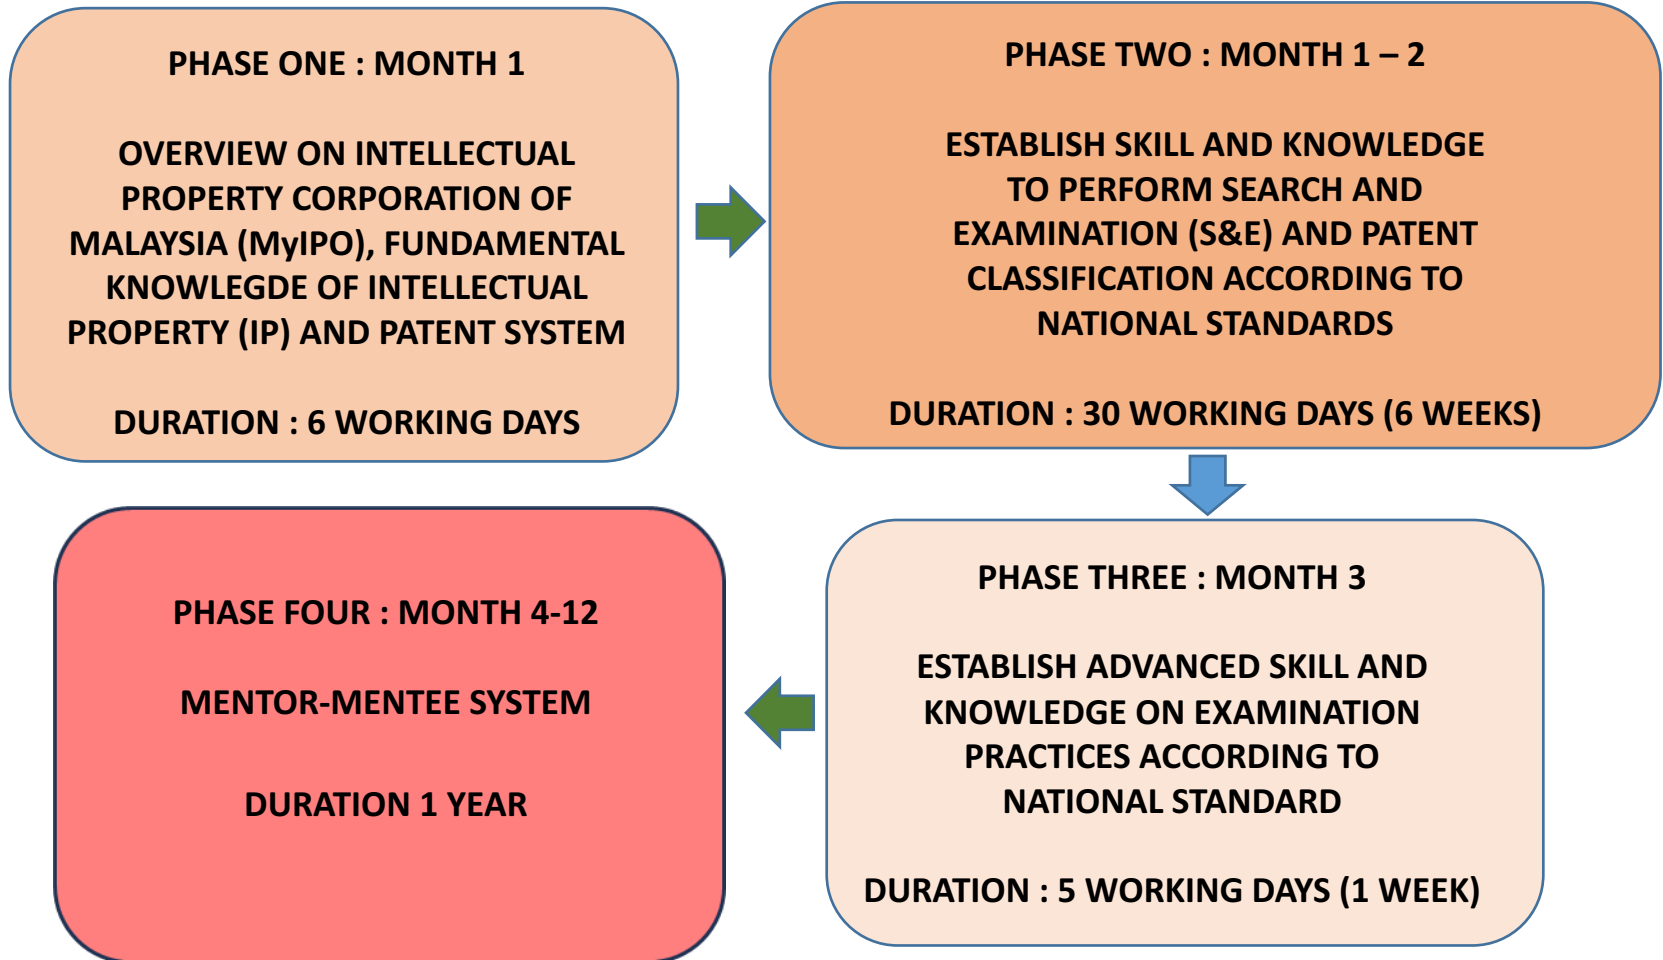 PHASE ONE : MONTH 1
OVERVIEW ON INTELLECTUAL
PROPERTY CORPORATION OF
MALAYSIA (MyIPO), FUNDAMENTAL
KNOWLEGDE OF INTELLECTUAL
PROPERTY (IP) AND PATENT SYSTEM
DURATION : 6 WORKING DAYS
PHASE TWO : MONTH 1 – 2
ESTABLISH SKILL AND KNOWLEDGE
TO PERFORM SEARCH AND
EXAMINATION (S&E) AND PATENT
CLASSIFICATION ACCORDING TO
NATIONAL STANDARDS
DURATION : 30 WORKING DAYS (6 WEEKS)
PHASE THREE : MONTH 3
ESTABLISH ADVANCED SKILL AND
KNOWLEDGE ON EXAMINATION
PRACTICES ACCORDING TO
NATIONAL STANDARD
DURATION : 5 WORKING DAYS (1 WEEK)
PHASE FOUR : MONTH 4-12
MENTOR-MENTEE SYSTEM
DURATION 1 YEAR